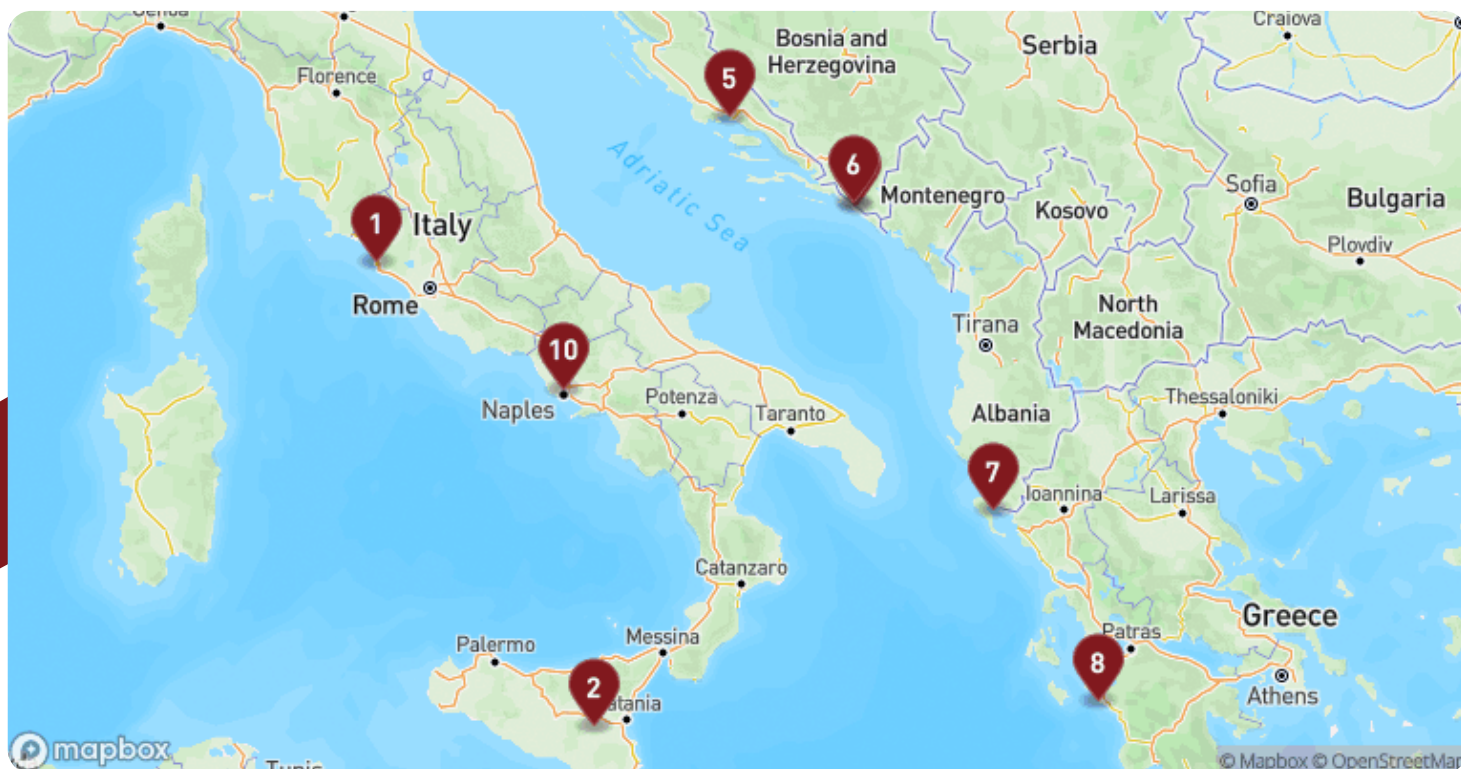 Craiova
Bosnia and
Herzegovina
Serbia
Florence
5
Adriatic Sea
6
Montenegro
Kosovo
Sofia
Bulgaria
Plovdiv
1
Italy
Rome
North
Macedonia
Tirana
10
Naples
Potenza
Taranto
Albania
Thessaloniki
7
Ioannina
Larissa
Catanzaro
Greece
Messina
Palermo
Patras
8
Athens
2
atania
mapbox
© Mapbox © OpenStreetMap